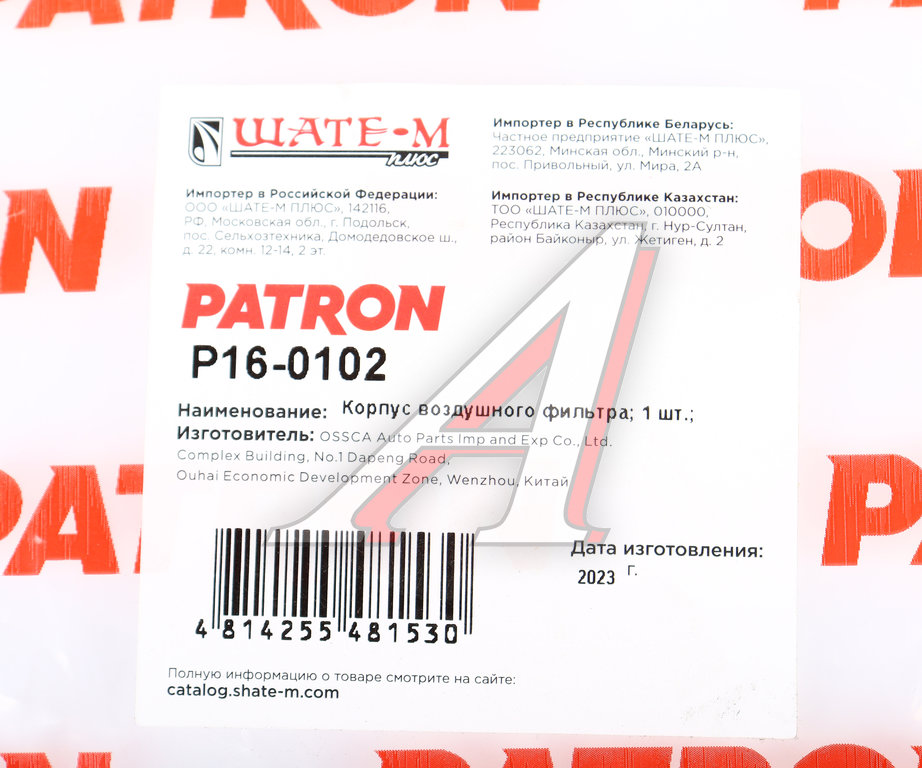 PATRON
ШАТЕ-М
плюс
Импортер в Российской Федерации:
ООО «ШАТЕ-М ПЛЮС», 142116,
РФ, Московская обл., г. Подольск,
пос. Сельхозтехника, Домодедовское ш.,
д. 22, комн. 12-14, 2 эт.
Импортер в Республике Беларусь:
Частное предприятие «ШАТЕ-М ПЛЮС»,
223062, Минская обл., Минский р-н,
пос. Привольный, ул. Мира, 2А
Импортер в Республике Казахстан:
ТОО «ШАТЕ-М ПЛЮС», 010000,
Республика Казахстан, г. Нур-Султан,
район Байконыр, ул. Жетиген, д. 2
PATRON
P16-0102
Наименование: Корпус воздушного фильтра; 1 шт.;
Изготовитель: OSSCA Auto Parts Imp and Exp Co., Ltd.
Complex Building, No.1 Dapeng Road,
Ouhai Economic Development Zone, Wenzhou, Китай
Дата изготовления:
2023 г.
4 814255 481530
Полную информацию о товаре смотрите на сайте:
catalog.shate-m.com
PATRON